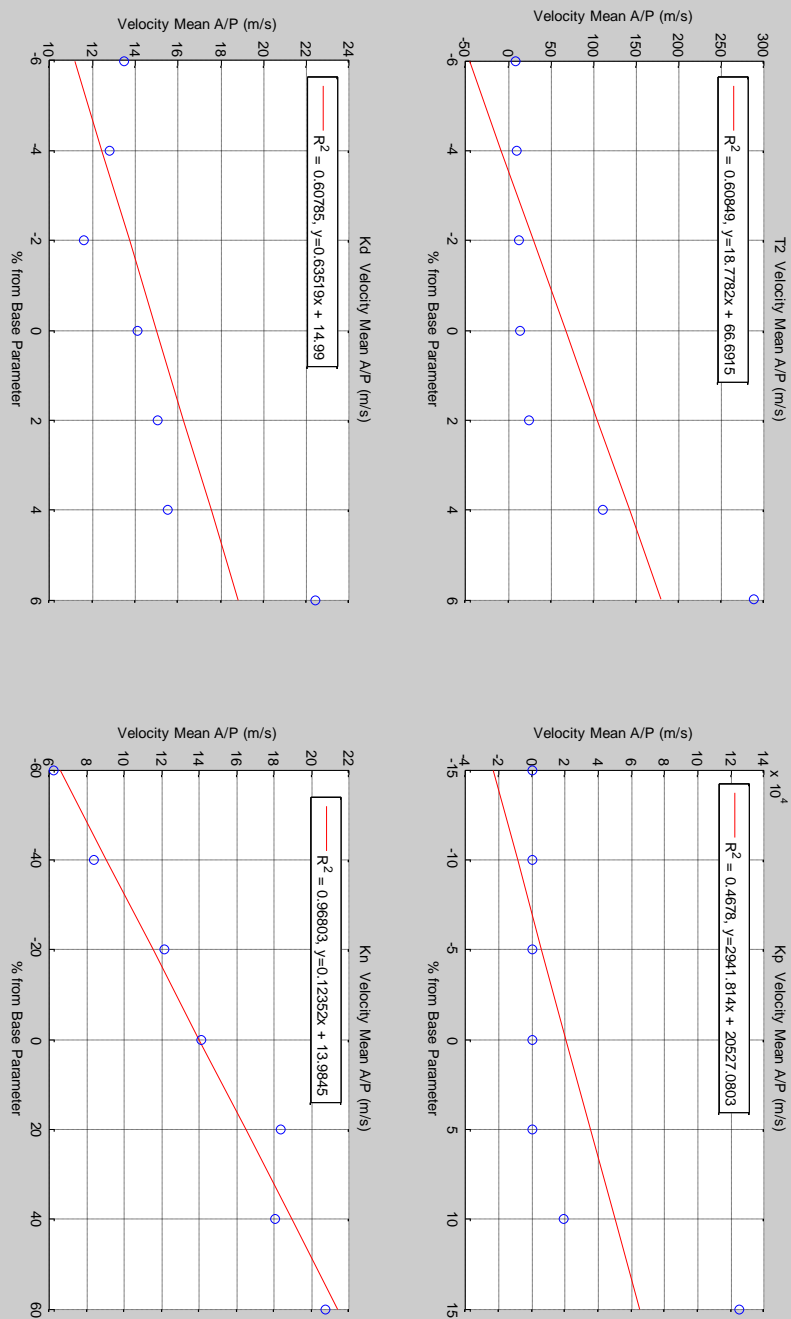 T2 Velocity Mean A/P (m/s)
300
250
200
150
100
50
0
-50
Velocity Mean A/P (m/s)
R² = 0.60849, y=18.7782x + 66.6915
-6 -4 -2 0 2 4 6
% from Base Parameter
Kp Velocity Mean A/P (m/s)
x 10⁴
14
12
10
8
6
4
2
0
-2
-4
Velocity Mean A/P (m/s)
R² = 0.4678, y=2941.814x + 20527.0803
-15 -10 -5 0 5 10 15
% from Base Parameter
Kd Velocity Mean A/P (m/s)
24
22
20
18
16
14
12
10
Velocity Mean A/P (m/s)
R² = 0.60785, y=0.63519x + 14.99
-6 -4 -2 0 2 4 6
% from Base Parameter
Kn Velocity Mean A/P (m/s)
22
20
18
16
14
12
10
8
6
Velocity Mean A/P (m/s)
R² = 0.96803, y=0.12352x + 13.9845
-60 -40 -20 0 20 40 60
% from Base Parameter